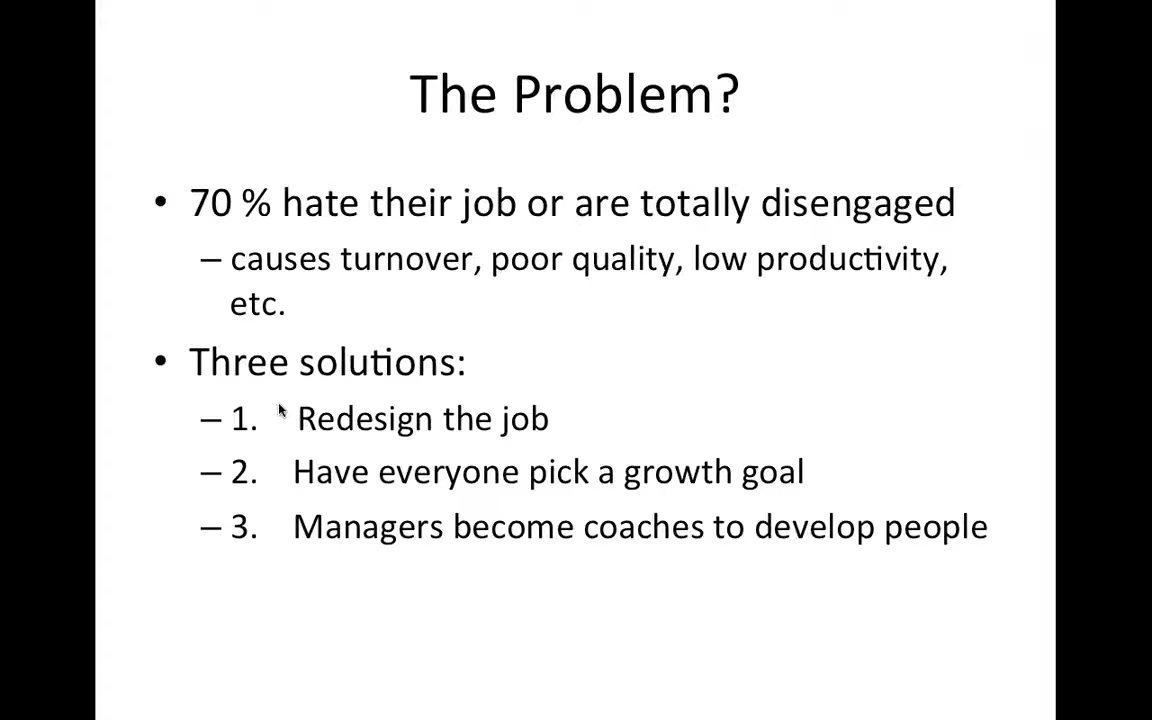 The Problem?
• 70 % hate their job or are totally disengaged
– causes turnover, poor quality, low productivity,
etc.
• Three solutions:
– 1. Redesign the job
– 2. Have everyone pick a growth goal
– 3. Managers become coaches to develop people